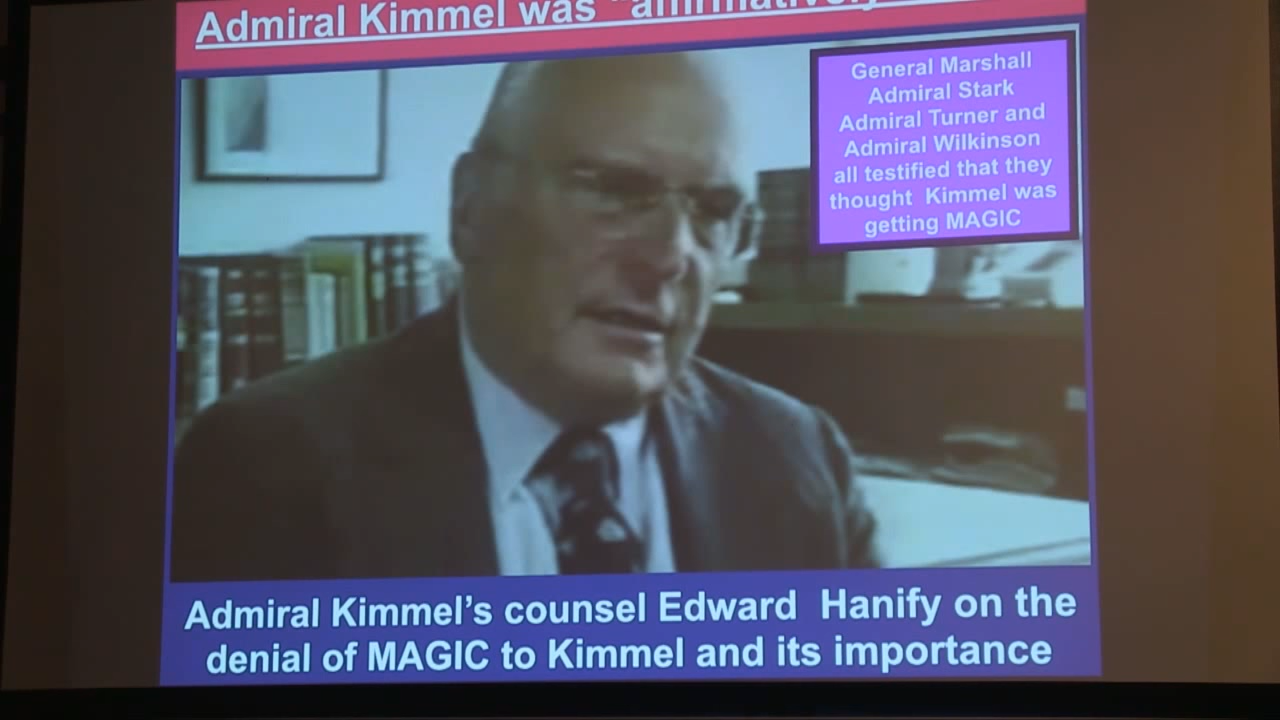 Admiral Kimmel was "affirmatively
General Marshall
Admiral Stark
Admiral Turner and
Admiral Wilkinson
all testified that they
thought Kimmel was
getting MAGIC
Admiral Kimmel's counsel Edward Hanify on the
denial of MAGIC to Kimmel and its importance